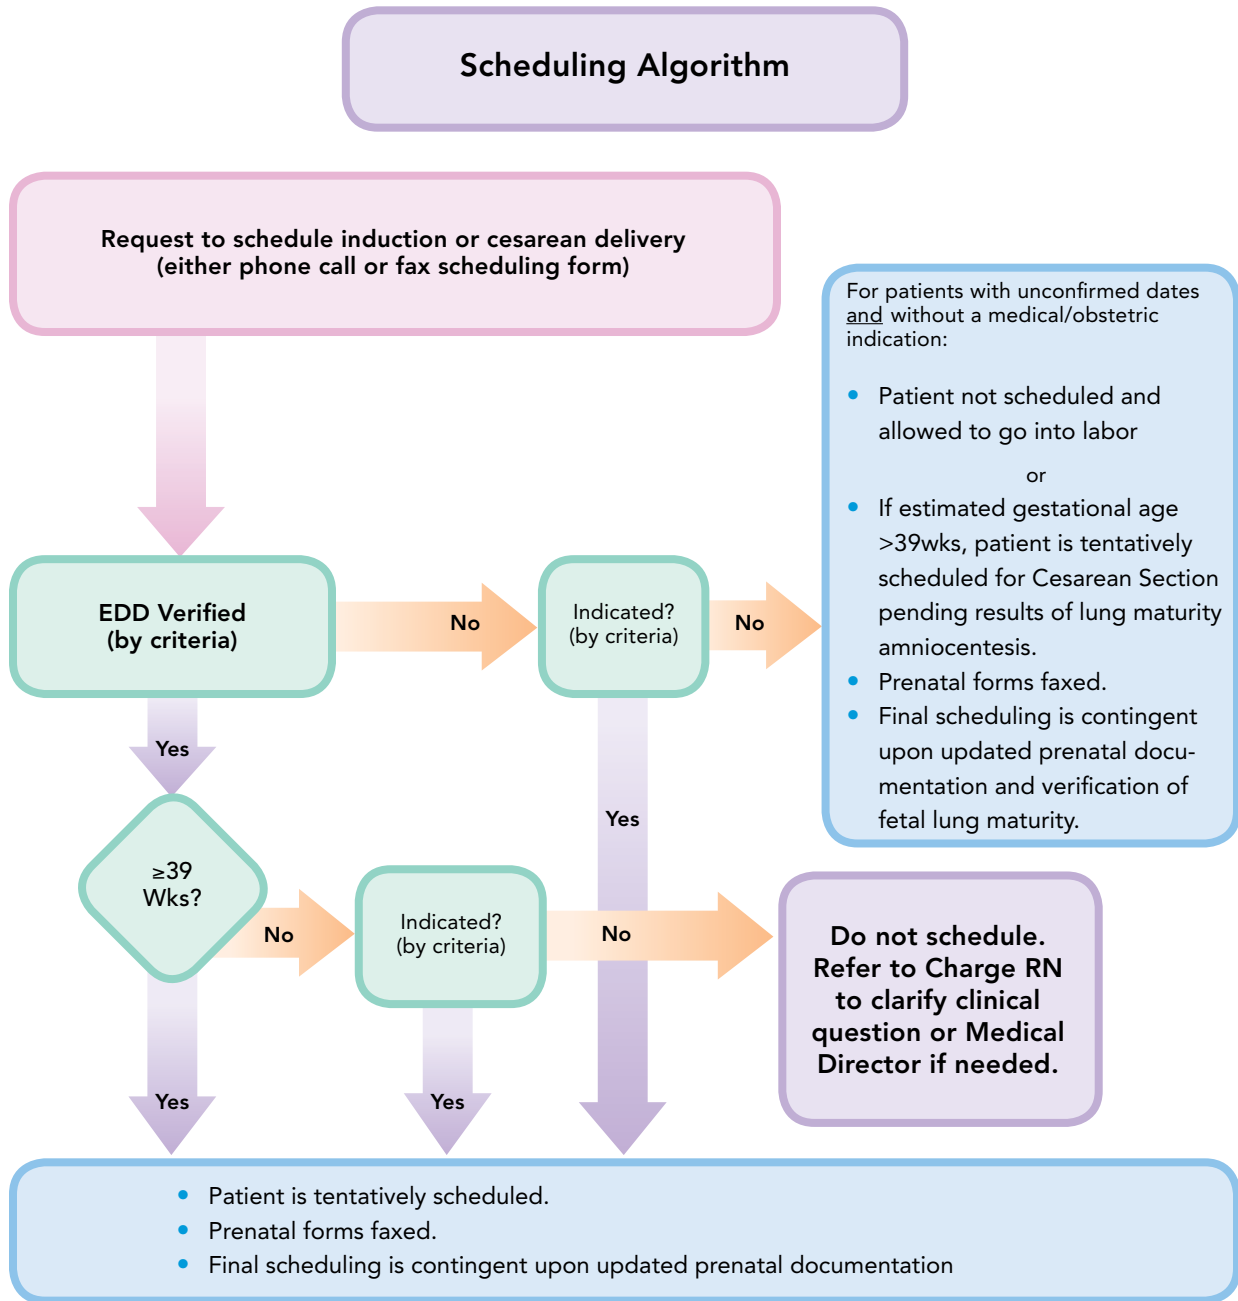 Scheduling Algorithm
Request to schedule induction or cesarean delivery
(either phone call or fax scheduling form)
For patients with unconfirmed dates
and without a medical/obstetric
indication:
• Patient not scheduled and
allowed to go into labor
or
• If estimated gestational age
>39wks, patient is tentatively
scheduled for Cesarean Section
pending results of lung maturity
amniocentesis.
• Prenatal forms faxed.
• Final scheduling is contingent
upon updated prenatal docu-
mentation and verification of
fetal lung maturity.
EDD Verified
(by criteria)
No
Indicated?
(by criteria)
No
Yes
Yes
≥39
Wks?
No
Indicated?
(by criteria)
No
Do not schedule.
Refer to Charge RN
to clarify clinical
question or Medical
Director if needed.
Yes
Yes
• Patient is tentatively scheduled.
• Prenatal forms faxed.
• Final scheduling is contingent upon updated prenatal documentation